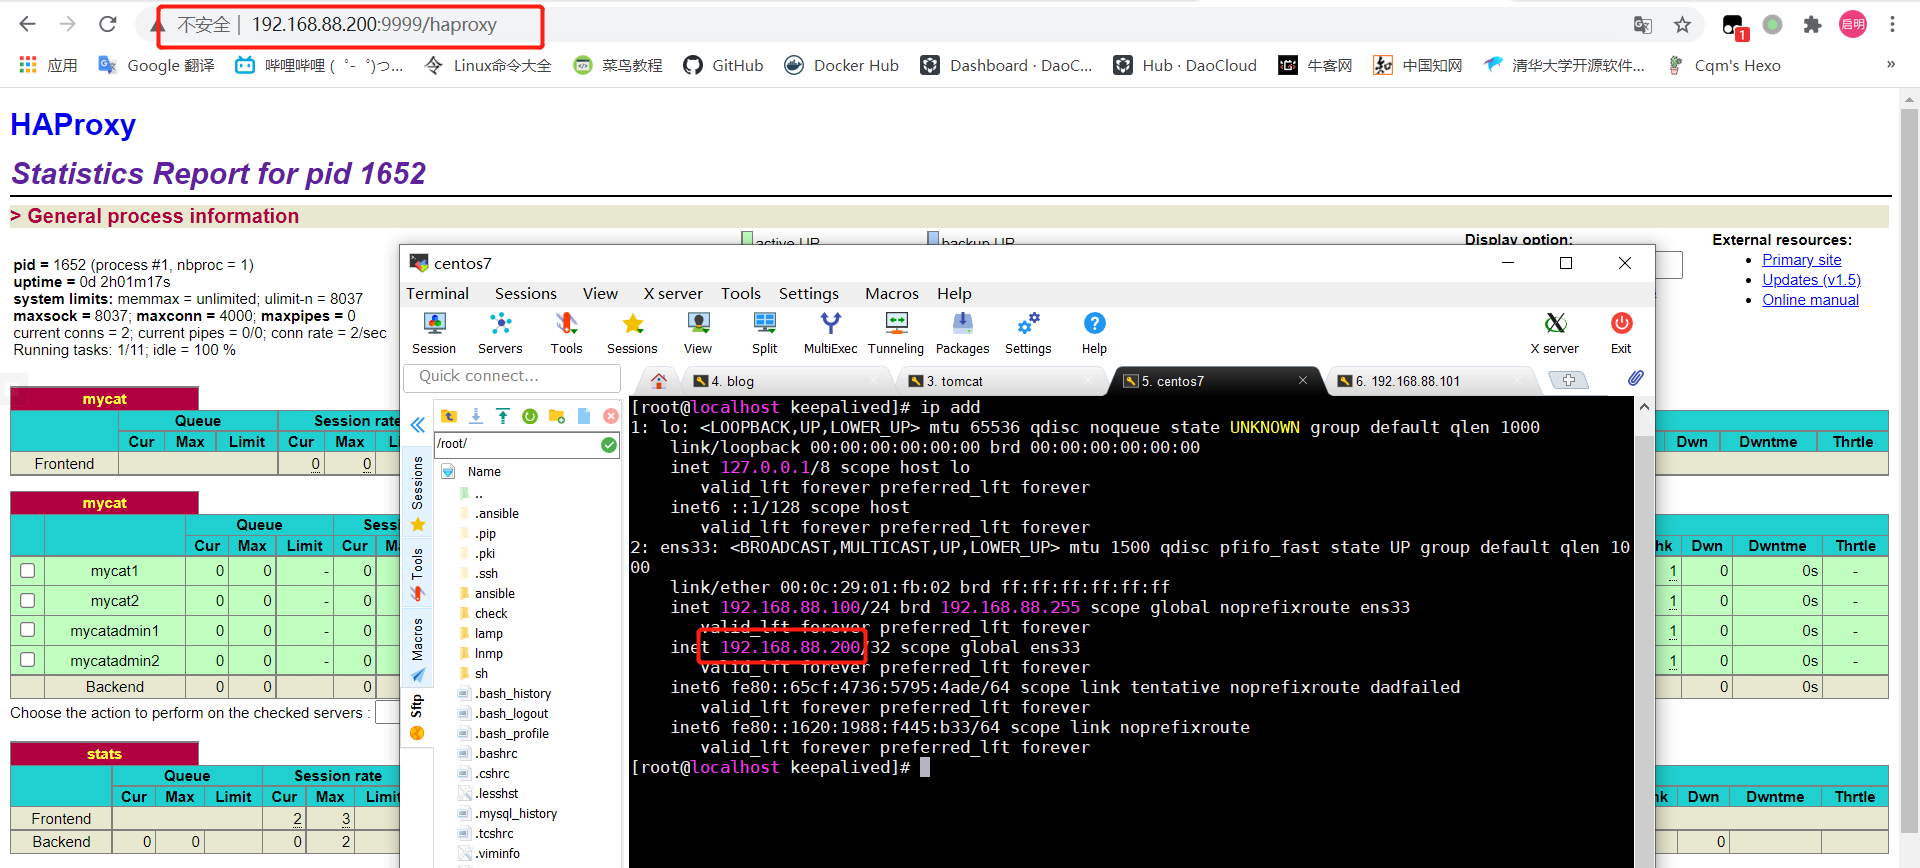 不安全 | 192.168.88.200:9999/haproxy
1
启明
应用
Google 翻译
哔哩哔哩 ( ゜- ゜)つ...
Linux命令大全
菜鸟教程
GitHub
Docker Hub
Dashboard · DaoC...
Hub · DaoCloud
牛客网
中国知网
清华大学开源软件...
Cqm's Hexo
»
HAProxy
Statistics Report for pid 1652
> General process information
active UP
backup UP
Display option:
External resources:
Primary site
Updates (v1.5)
Online manual
pid = 1652 (process #1, nbproc = 1)
uptime = 0d 2h01m17s
system limits: memmax = unlimited; ulimit-n = 8037
maxsock = 8037; maxconn = 4000; maxpipes = 0
current conns = 2; current pipes = 0/0; conn rate = 2/sec
Running tasks: 1/11; idle = 100 %
mycat
Queue Session rate
Cur Max Limit Cur Max Dwn Dwntme Thrtle
Frontend 0 0
mycat
Queue Sess
Cur Max Limit Cur M hk Dwn Dwntme Thrtle
mycat1 0 0 - 0 1 0 0s -
mycat2 0 0 - 0 1 0 0s -
mycatadmin1 0 0 - 0 1 0 0s -
mycatadmin2 0 0 - 0 1 0 0s -
Backend 0 0 0 0 0s
Choose the action to perform on the checked servers :
stats
Queue Session rate
Cur Max Limit Cur Max Limi hk Dwn Dwntme Thrtle
Frontend 2 3
Backend 0 0 0 2 0
centos7
Terminal Sessions View X server Tools Settings Macros Help
Session Servers Tools Sessions View Split MultiExec Tunneling Packages Settings Help X server Exit
Quick connect...
4. blog
3. tomcat
5. centos7
6. 192.168.88.101
Sessions
Tools
Macros
Sftp
/root/
Name
..
.ansible
.pip
.pki
.ssh
ansible
check
lamp
lnmp
sh
.bash_history
.bash_logout
.bash_profile
.bashrc
.cshrc
.lesshst
.mysql_history
.tcshrc
.viminfo
[root@localhost keepalived]# ip add
1: lo: <LOOPBACK,UP,LOWER_UP> mtu 65536 qdisc noqueue state UNKNOWN group default qlen 1000
link/loopback 00:00:00:00:00:00 brd 00:00:00:00:00:00
inet 127.0.0.1/8 scope host lo
valid_lft forever preferred_lft forever
inet6 ::1/128 scope host
valid_lft forever preferred_lft forever
2: ens33: <BROADCAST,MULTICAST,UP,LOWER_UP> mtu 1500 qdisc pfifo_fast state UP group default qlen 10
00
link/ether 00:0c:29:01:fb:02 brd ff:ff:ff:ff:ff:ff
inet 192.168.88.100/24 brd 192.168.88.255 scope global noprefixroute ens33
valid_lft forever preferred_lft forever
inet 192.168.88.200/32 scope global ens33
valid_lft forever preferred_lft forever
inet6 fe80::65cf:4736:5795:4ade/64 scope link tentative noprefixroute dadfailed
valid_lft forever preferred_lft forever
inet6 fe80::1620:1988:f445:b33/64 scope link noprefixroute
valid_lft forever preferred_lft forever
[root@localhost keepalived]#